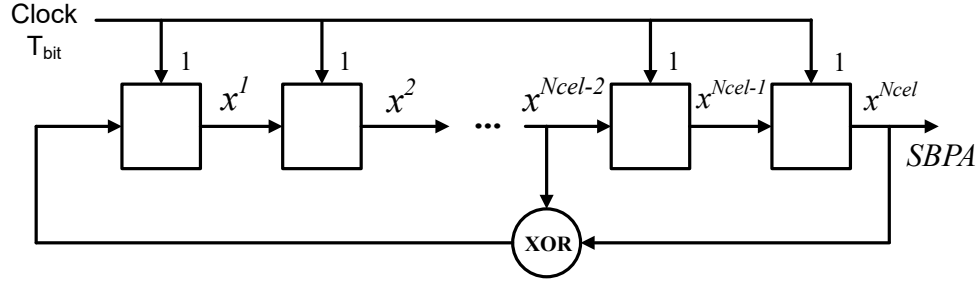 Clock
T_bit
1 1 1 1
x^1 x^2 ... x^Ncel-2 x^Ncel-1 x^Ncel
SBPA
XOR